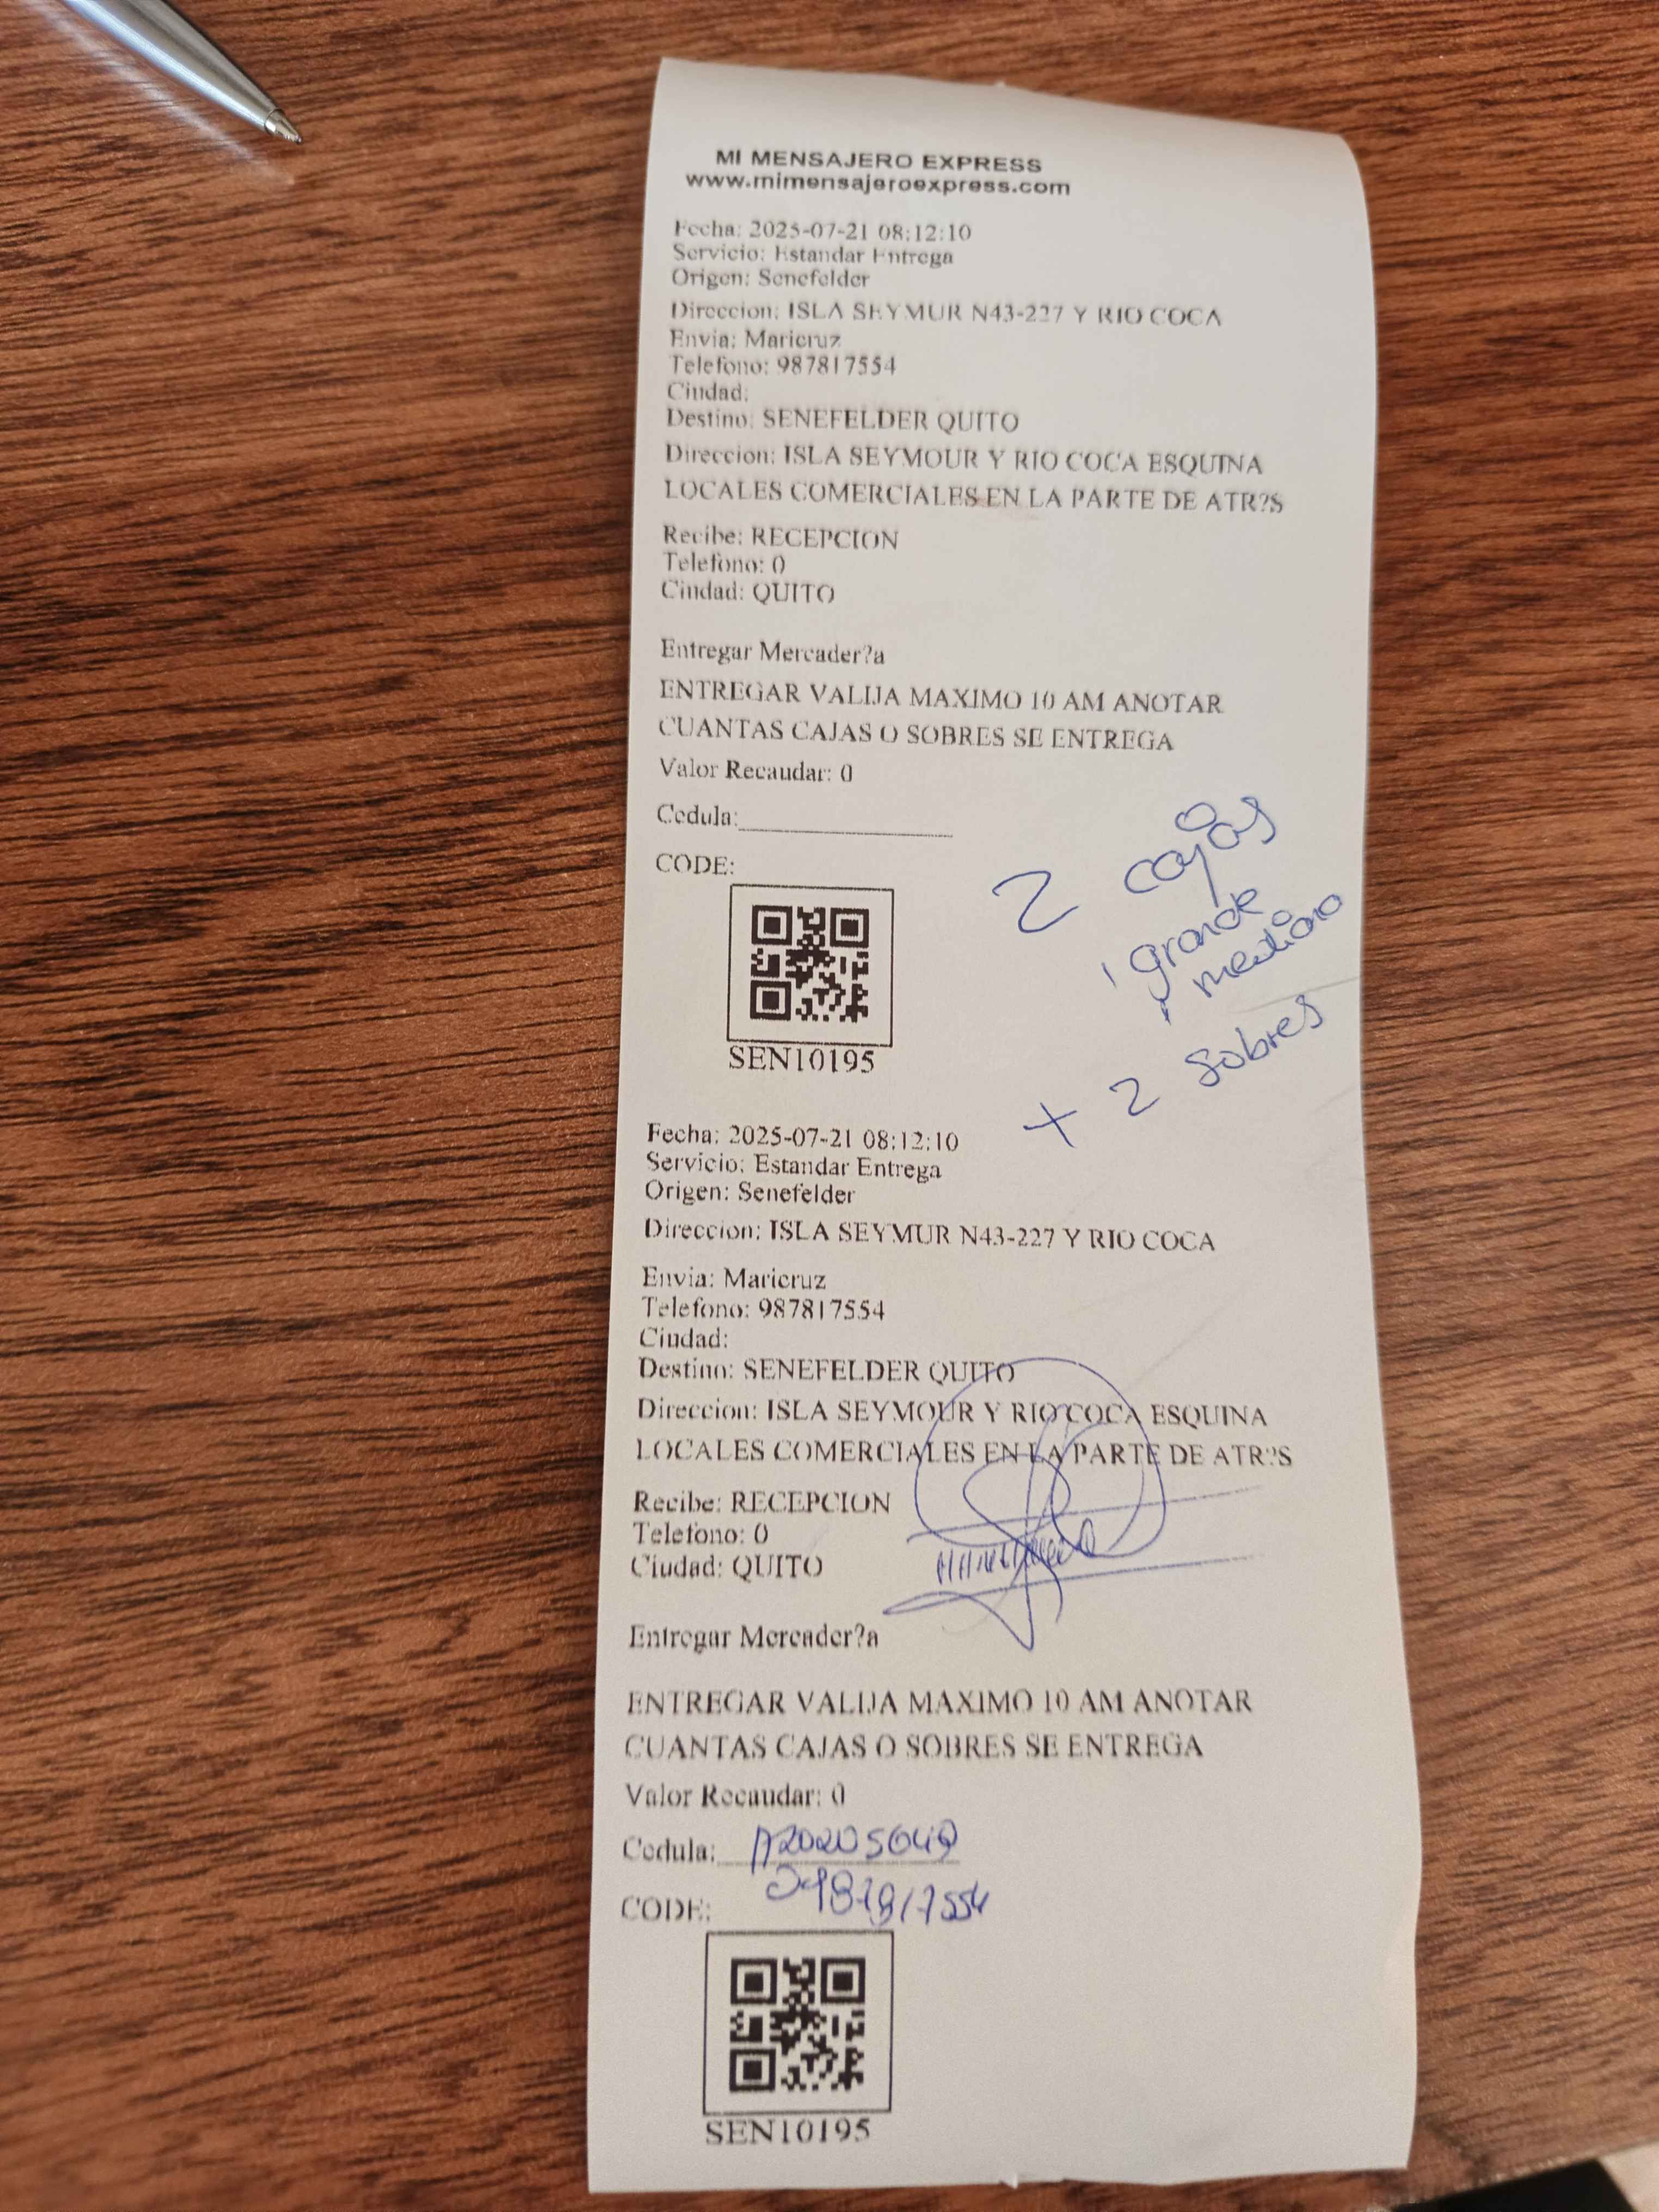 MI MENSAJERO EXPRESS
www.mimensajeroexpress.com
Fecha: 2025-07-21 08:12:10
Servicio: Estandar Entrega
Origen: Senefelder
Direccion: ISLA SEYMUR N43-227 Y RIO COCA
Envia: Maricruz
Telefono: 987817554
Ciudad:
Destino: SENEFELDER QUITO
Direccion: ISLA SEYMOUR Y RIO COCA ESQUINA
LOCALES COMERCIALES EN LA PARTE DE ATR?S
Recibe: RECEPCION
Telefono: 0
Ciudad: QUITO
Entregar Mercader?a
ENTREGAR VALIJA MAXIMO 10 AM ANOTAR
CUANTAS CAJAS O SOBRES SE ENTREGA
Valor Recaudar: 0
Cedula:
CODE:
2 cajas
1 grande
mediano
+ 2 sobres
SEN10195
Fecha: 2025-07-21 08:12:10
Servicio: Estandar Entrega
Origen: Senefelder
Direccion: ISLA SEYMUR N43-227 Y RIO COCA
Envia: Maricruz
Telefono: 987817554
Ciudad:
Destino: SENEFELDER QUITO
Direccion: ISLA SEYMOUR Y RIO COCA ESQUINA
LOCALES COMERCIALES EN LA PARTE DE ATR?S
Recibe: RECEPCION
Telefono: 0
Ciudad: QUITO
Entregar Mercader?a
ENTREGAR VALIJA MAXIMO 10 AM ANOTAR
CUANTAS CAJAS O SOBRES SE ENTREGA
Valor Recaudar: 0
Cedula:
0987817554
CODE:
SEN10195